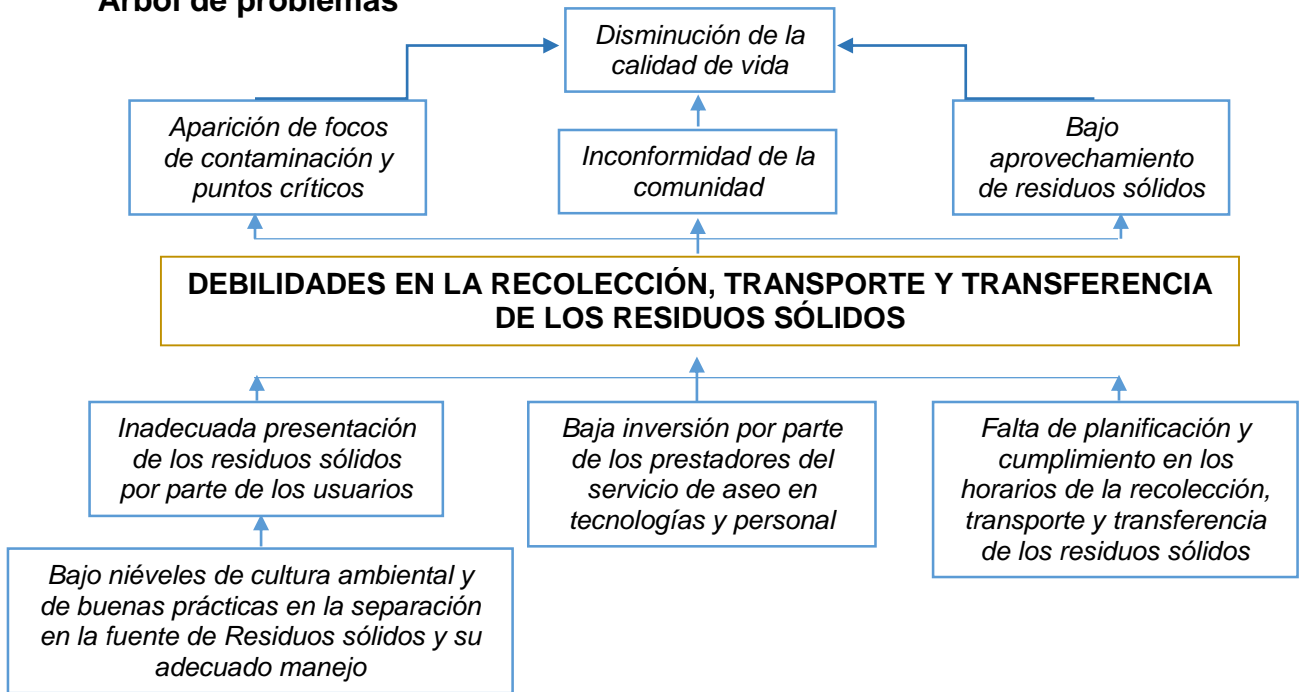 Árbol de problemas
Disminución de la
calidad de vida
Aparición de focos
de contaminación y
puntos críticos
Inconformidad de la
comunidad
Bajo
aprovechamiento
de residuos sólidos
DEBILIDADES EN LA RECOLECCIÓN, TRANSPORTE Y TRANSFERENCIA
DE LOS RESIDUOS SÓLIDOS
Inadecuada presentación
de los residuos sólidos
por parte de los usuarios
Baja inversión por parte
de los prestadores del
servicio de aseo en
tecnologías y personal
Falta de planificación y
cumplimiento en los
horarios de la recolección,
transporte y transferencia
de los residuos sólidos
Bajo niéveles de cultura ambiental y
de buenas prácticas en la separación
en la fuente de Residuos sólidos y su
adecuado manejo